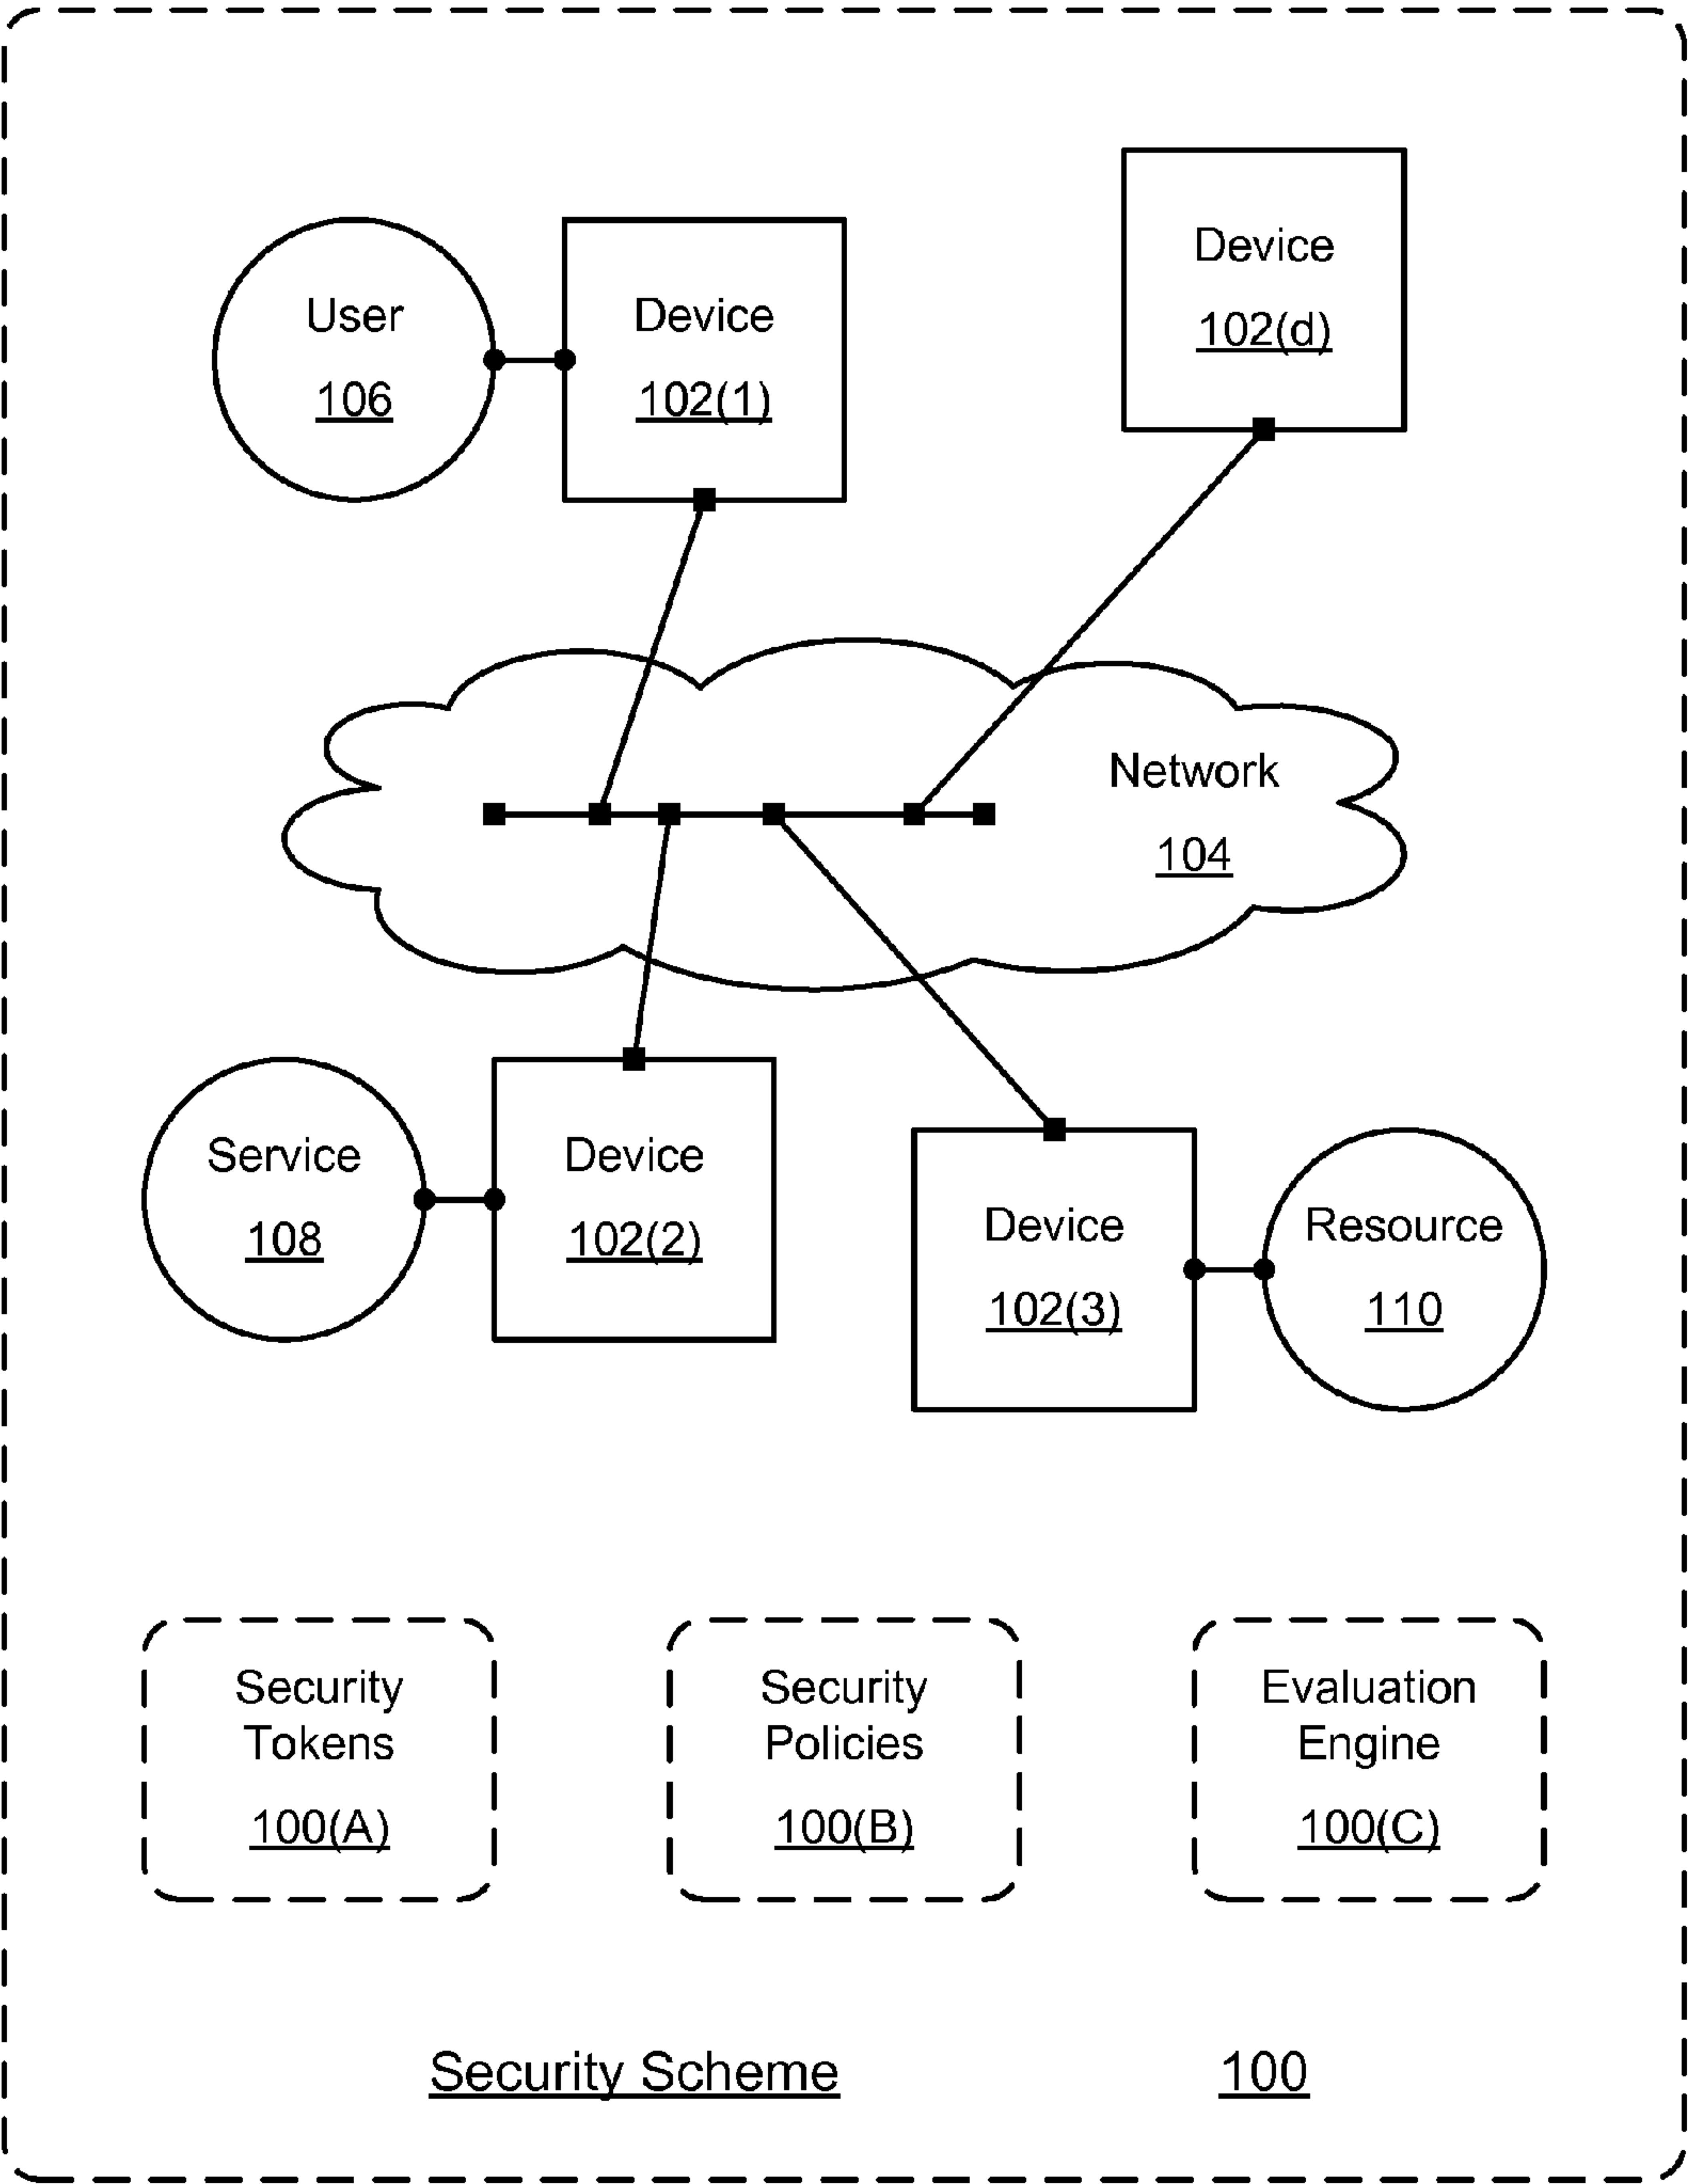 Device
102(d)
User
106
Device
102(1)
Network
104
Service
108
Device
102(2)
Device
102(3)
Resource
110
Security
Tokens
100(A)
Security
Policies
100(B)
Evaluation
Engine
100(C)
Security Scheme 100